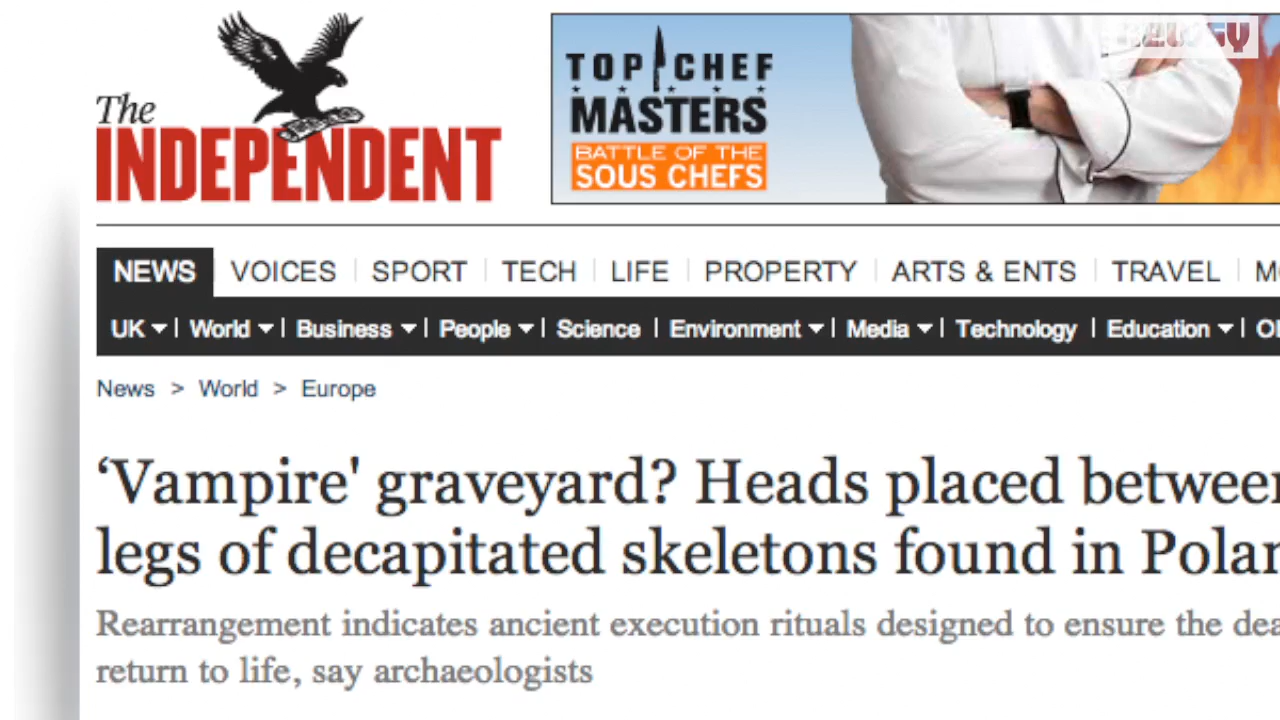 The
INDEPENDENT
TOP CHEF
MASTERS
BATTLE OF THE
SOUS CHEFS
NEWS VOICES SPORT TECH LIFE PROPERTY ARTS & ENTS TRAVEL
UK World Business People Science Environment Media Technology Education
News > World > Europe
‘Vampire' graveyard? Heads placed between
legs of decapitated skeletons found in Polan
Rearrangement indicates ancient execution rituals designed to ensure the dea
return to life, say archaeologists